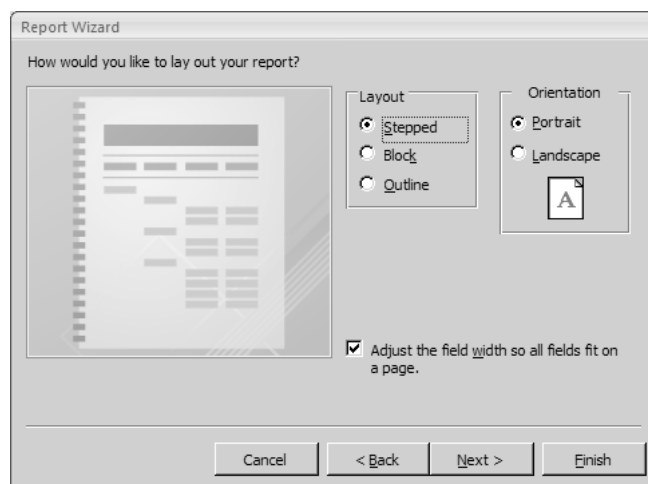 Report Wizard
How would you like to lay out your report?
Layout
Stepped
Block
Outline
Orientation
Portrait
Landscape
A
Adjust the field width so all fields fit on
a page.
Cancel
< Back
Next >
Finish